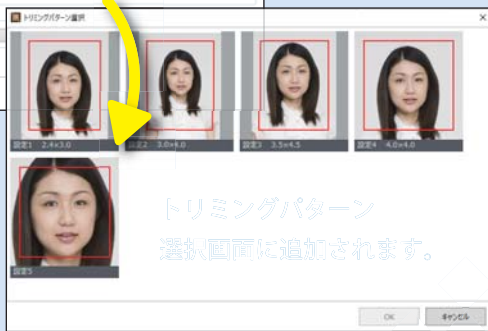 トリミングパターン選択
設定1 2.4×3.0
設定2 3.0×4.0
設定3 3.5×4.5
設定4 4.0×4.0
設定5
トリミングパターン
選択画面に追加されます。
OK
キャンセル